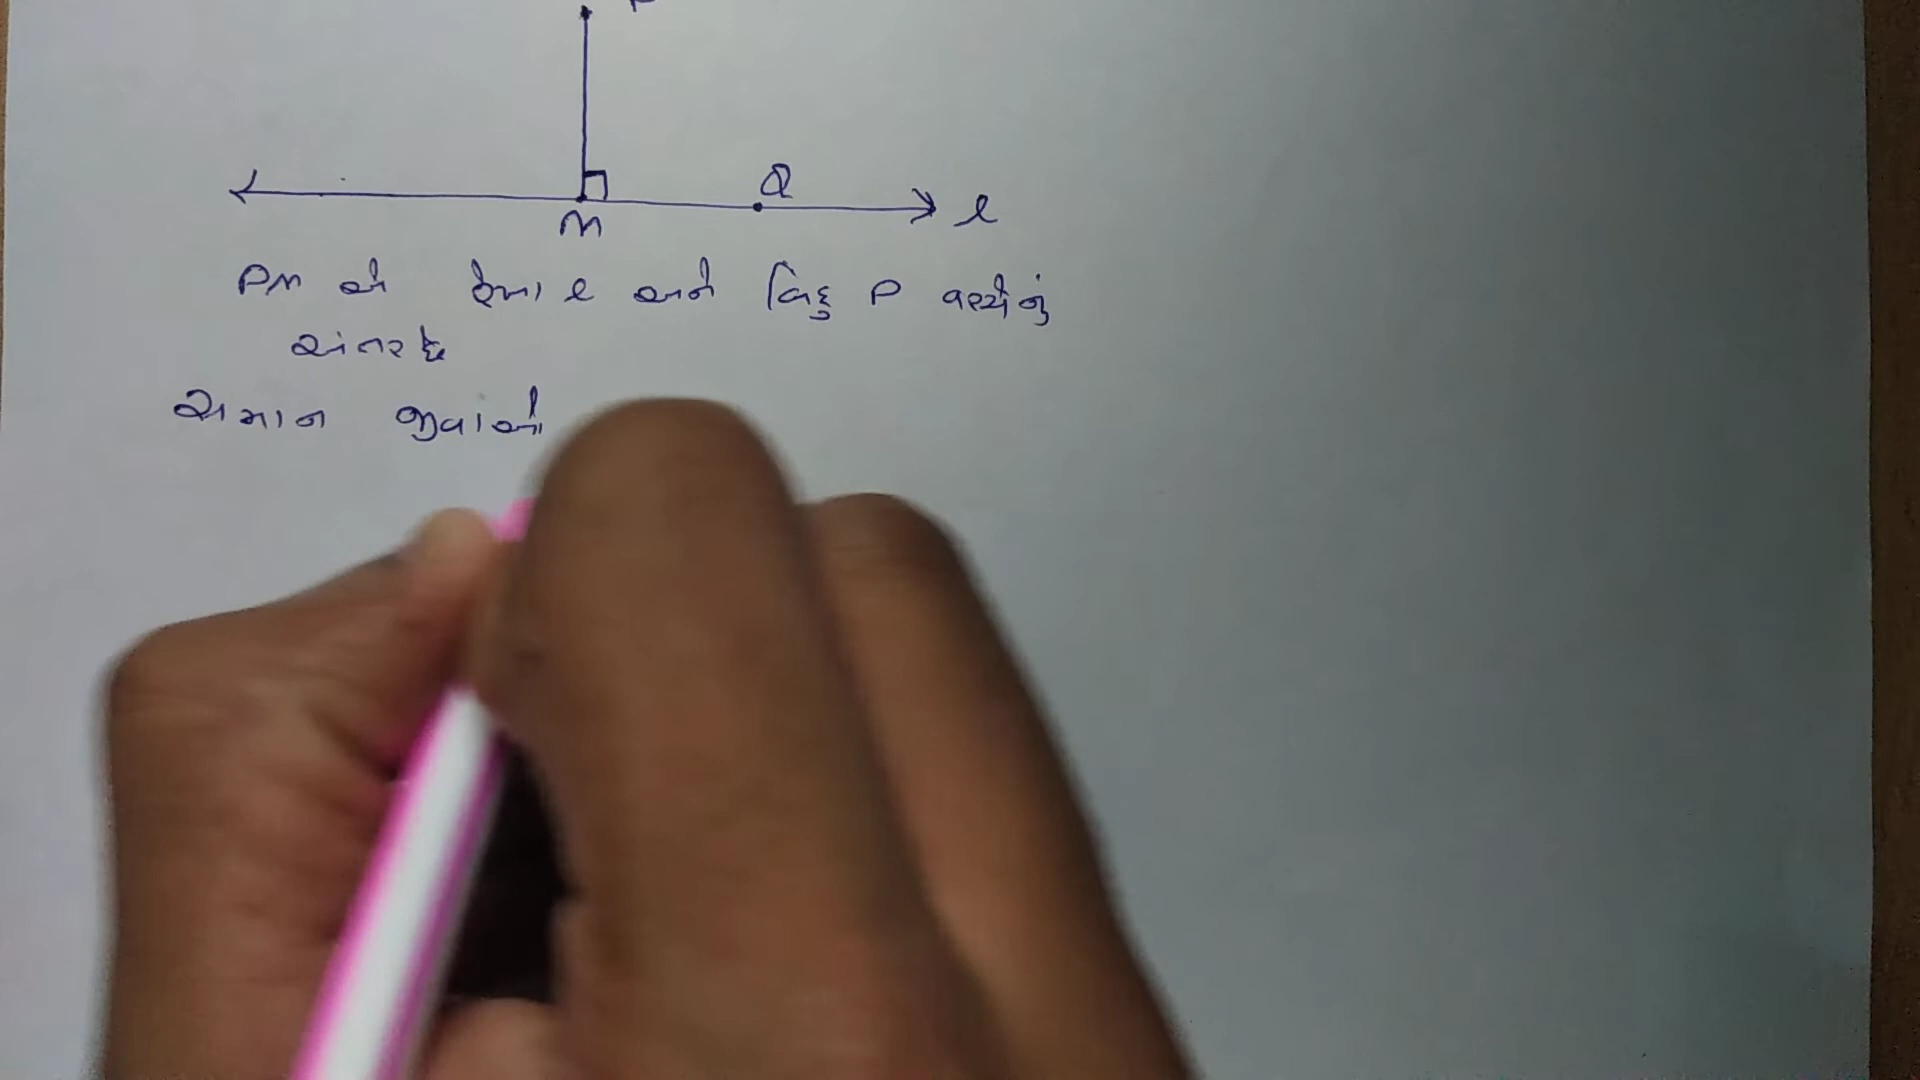 Q
l
M
PM એ રેખા l અને બિંદુ P વચ્ચેનું
અંતર છે
સમાન જીવાઓ